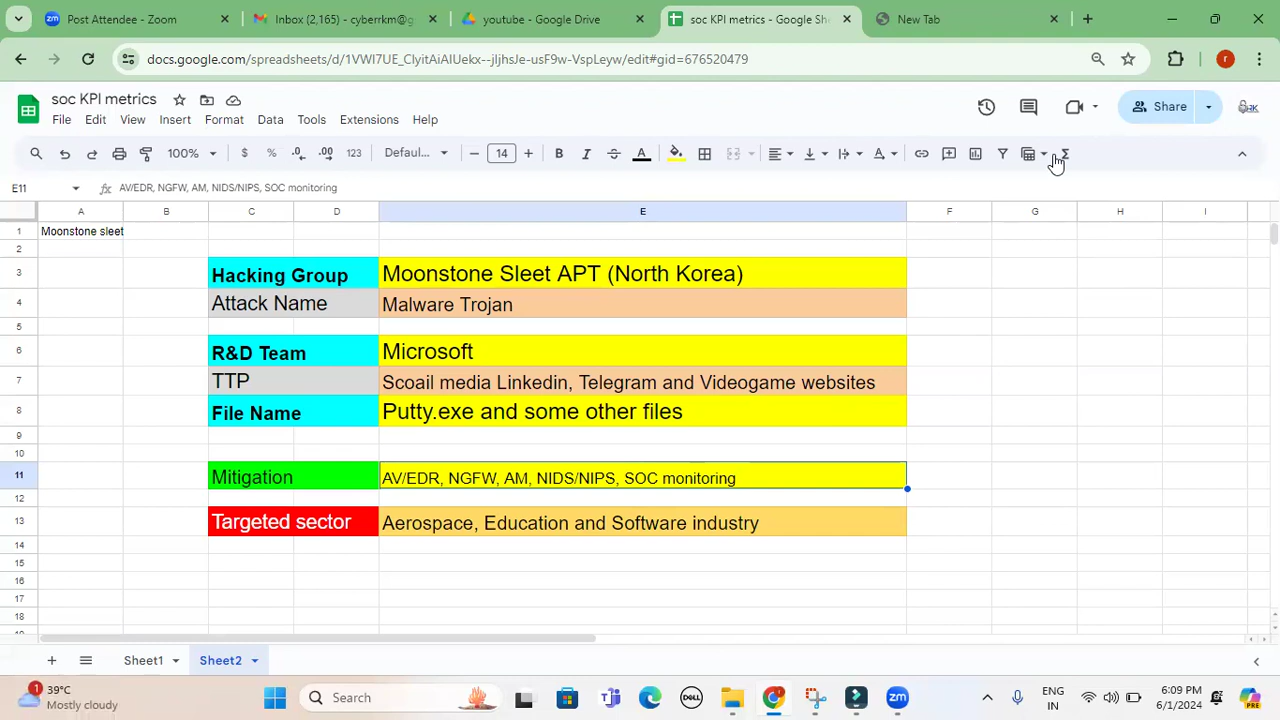 Post Attendee - Zoom
Inbox (2,165) - cyberrkm@g
youtube - Google Drive
soc KPI metrics - Google She
New Tab
docs.google.com/spreadsheets/d/
/edit#gid=676520479
r
soc KPI metrics
File Edit View Insert Format Data Tools Extensions Help
Share
100% $ % .0 .00 123 Defaul... 14 B I S A
E11
AV/EDR, NGFW, AM, NIDS/NIPS, SOC monitoring
A B C D E F G H I
1 Moonstone sleet
2
3 Hacking Group Moonstone Sleet APT (North Korea)
4 Attack Name Malware Trojan
5
6 R&D Team Microsoft
7 TTP Scoail media Linkedin, Telegram and Videogame websites
8 File Name Putty.exe and some other files
9
10
11 Mitigation AV/EDR, NGFW, AM, NIDS/NIPS, SOC monitoring
12
13 Targeted sector Aerospace, Education and Software industry
14
15
16
17
18
Sheet1 Sheet2
1
39°C
Mostly cloudy
Search
DELL
ENG
IN
6:09 PM
6/1/2024
PRE